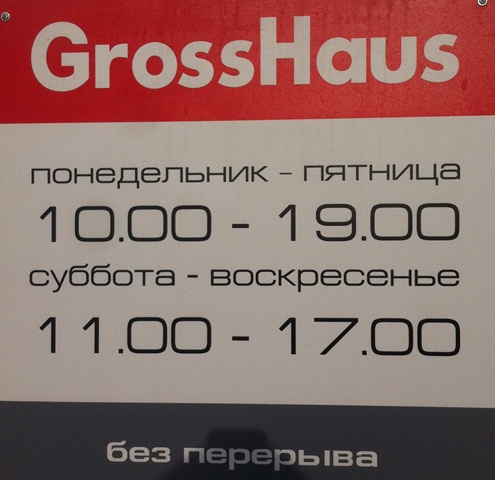 GrossHaus
понедельник - пятница
10.00 - 19.00
суббота - воскресенье
11.00 - 17.00
без перерыва